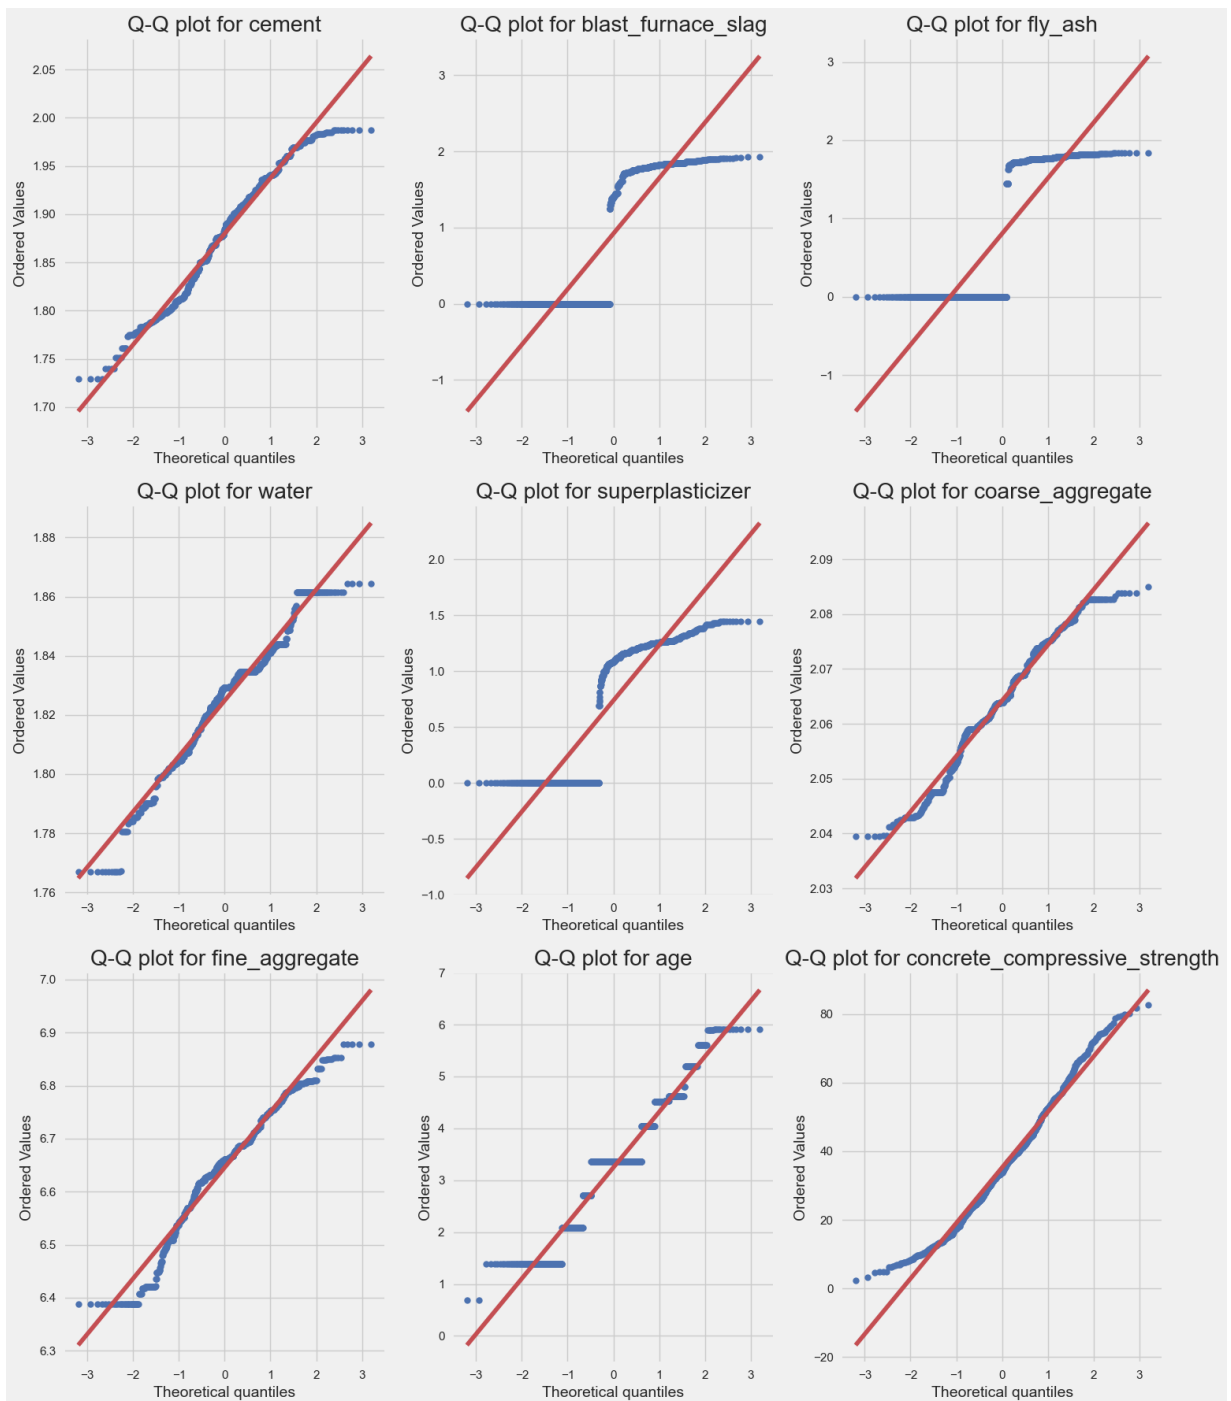 Q-Q plot for cement
Ordered Values
2.05
2.00
1.95
1.90
1.85
1.80
1.75
1.70
−3 −2 −1 0 1 2 3
Theoretical quantiles
Q-Q plot for blast_furnace_slag
Ordered Values
3
2
1
0
−1
−3 −2 −1 0 1 2 3
Theoretical quantiles
Q-Q plot for fly_ash
Ordered Values
3
2
1
0
−1
−3 −2 −1 0 1 2 3
Theoretical quantiles
Q-Q plot for water
Ordered Values
1.88
1.86
1.84
1.82
1.80
1.78
1.76
−3 −2 −1 0 1 2 3
Theoretical quantiles
Q-Q plot for superplasticizer
Ordered Values
2.0
1.5
1.0
0.5
0.0
−0.5
−1.0
−3 −2 −1 0 1 2 3
Theoretical quantiles
Q-Q plot for coarse_aggregate
Ordered Values
2.09
2.08
2.07
2.06
2.05
2.04
2.03
−3 −2 −1 0 1 2 3
Theoretical quantiles
Q-Q plot for fine_aggregate
Ordered Values
7.0
6.9
6.8
6.7
6.6
6.5
6.4
6.3
−3 −2 −1 0 1 2 3
Theoretical quantiles
Q-Q plot for age
Ordered Values
7
6
5
4
3
2
1
0
−3 −2 −1 0 1 2 3
Theoretical quantiles
Q-Q plot for concrete_compressive_strength
Ordered Values
80
60
40
20
0
−20
−3 −2 −1 0 1 2 3
Theoretical quantiles